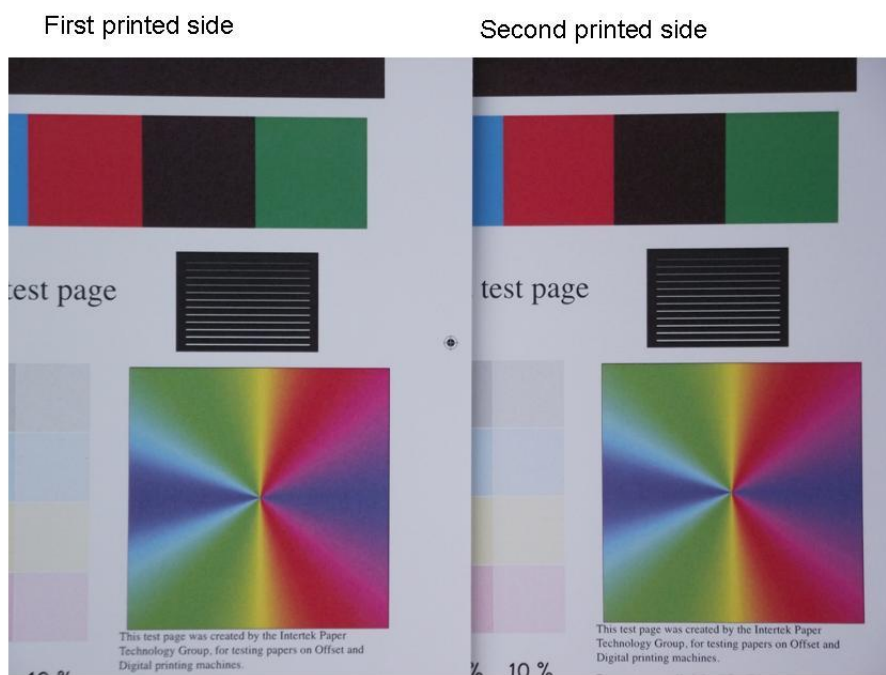 First printed side
Second printed side
test page
test page
This test page was created by the Intertek Paper
Technology Group, for testing papers on Offset and
Digital printing machines.
10 %
This test page was created by the Intertek Paper
Technology Group, for testing papers on Offset and
Digital printing machines.
% 10 %